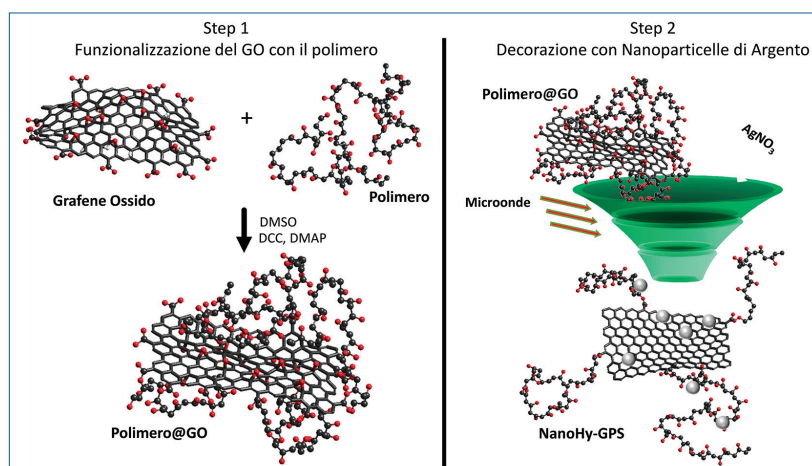 Step 1
Funzionalizzazione del GO con il polimero
+
Grafene Ossido
Polimero
DMSO
DCC, DMAP
Polimero@GO
Step 2
Decorazione con Nanoparticelle di Argento
Polimero@GO
AgNO₃
Microonde
NanoHy-GPS